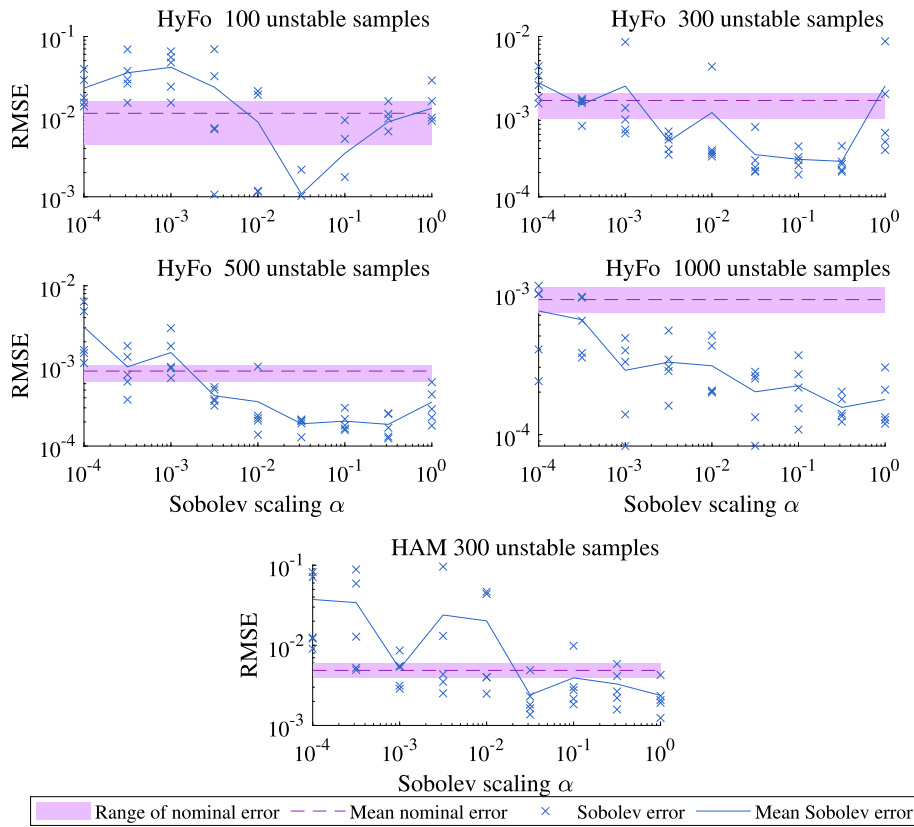 HyFo 100 unstable samples
RMSE
10^-1
10^-2
10^-3
10^-4 10^-3 10^-2 10^-1 10^0
HyFo 300 unstable samples
10^-2
10^-3
10^-4
10^-4 10^-3 10^-2 10^-1 10^0
HyFo 500 unstable samples
RMSE
10^-2
10^-3
10^-4
10^-4 10^-3 10^-2 10^-1 10^0
Sobolev scaling α
HyFo 1000 unstable samples
10^-3
10^-4
10^-4 10^-3 10^-2 10^-1 10^0
Sobolev scaling α
HAM 300 unstable samples
RMSE
10^-1
10^-2
10^-3
10^-4 10^-3 10^-2 10^-1 10^0
Sobolev scaling α
Range of nominal error Mean nominal error Sobolev error Mean Sobolev error